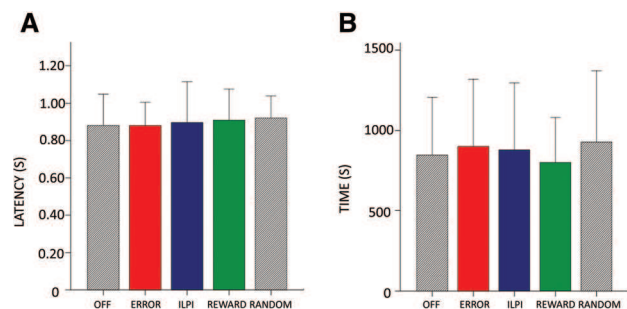 A
LATENCY (S)
1.20
1.00
0.80
0.60
0.40
0.20
0
OFF ERROR ILPI REWARD RANDOM
B
TIME (S)
1500
1000
500
0
OFF ERROR ILPI REWARD RANDOM